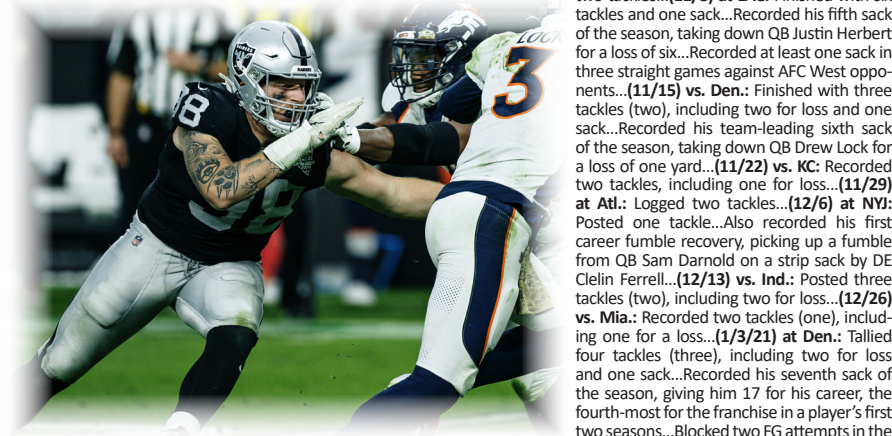 RAIDERS
98
98
LOCK
3
tackles and one sack...Recorded his fifth sack
of the season, taking down QB Justin Herbert
for a loss of six...Recorded at least one sack in
three straight games against AFC West oppo-
nents...(11/15) vs. Den.: Finished with three
tackles (two), including two for loss and one
sack...Recorded his team-leading sixth sack
of the season, taking down QB Drew Lock for
a loss of one yard...(11/22) vs. KC: Recorded
two tackles, including one for loss...(11/29)
at Atl.: Logged two tackles...(12/6) at NYJ:
Posted one tackle...Also recorded his first
career fumble recovery, picking up a fumble
from QB Sam Darnold on a strip sack by DE
Clelin Ferrell...(12/13) vs. Ind.: Posted three
tackles (two), including two for loss...(12/26)
vs. Mia.: Recorded two tackles (one), includ-
ing one for a loss...(1/3/21) at Den.: Tallied
four tackles (three), including two for loss
and one sack...Recorded his seventh sack of
the season, giving him 17 for his career, the
fourth-most for the franchise in a player's first
two seasons...Blocked two FG attempts in the